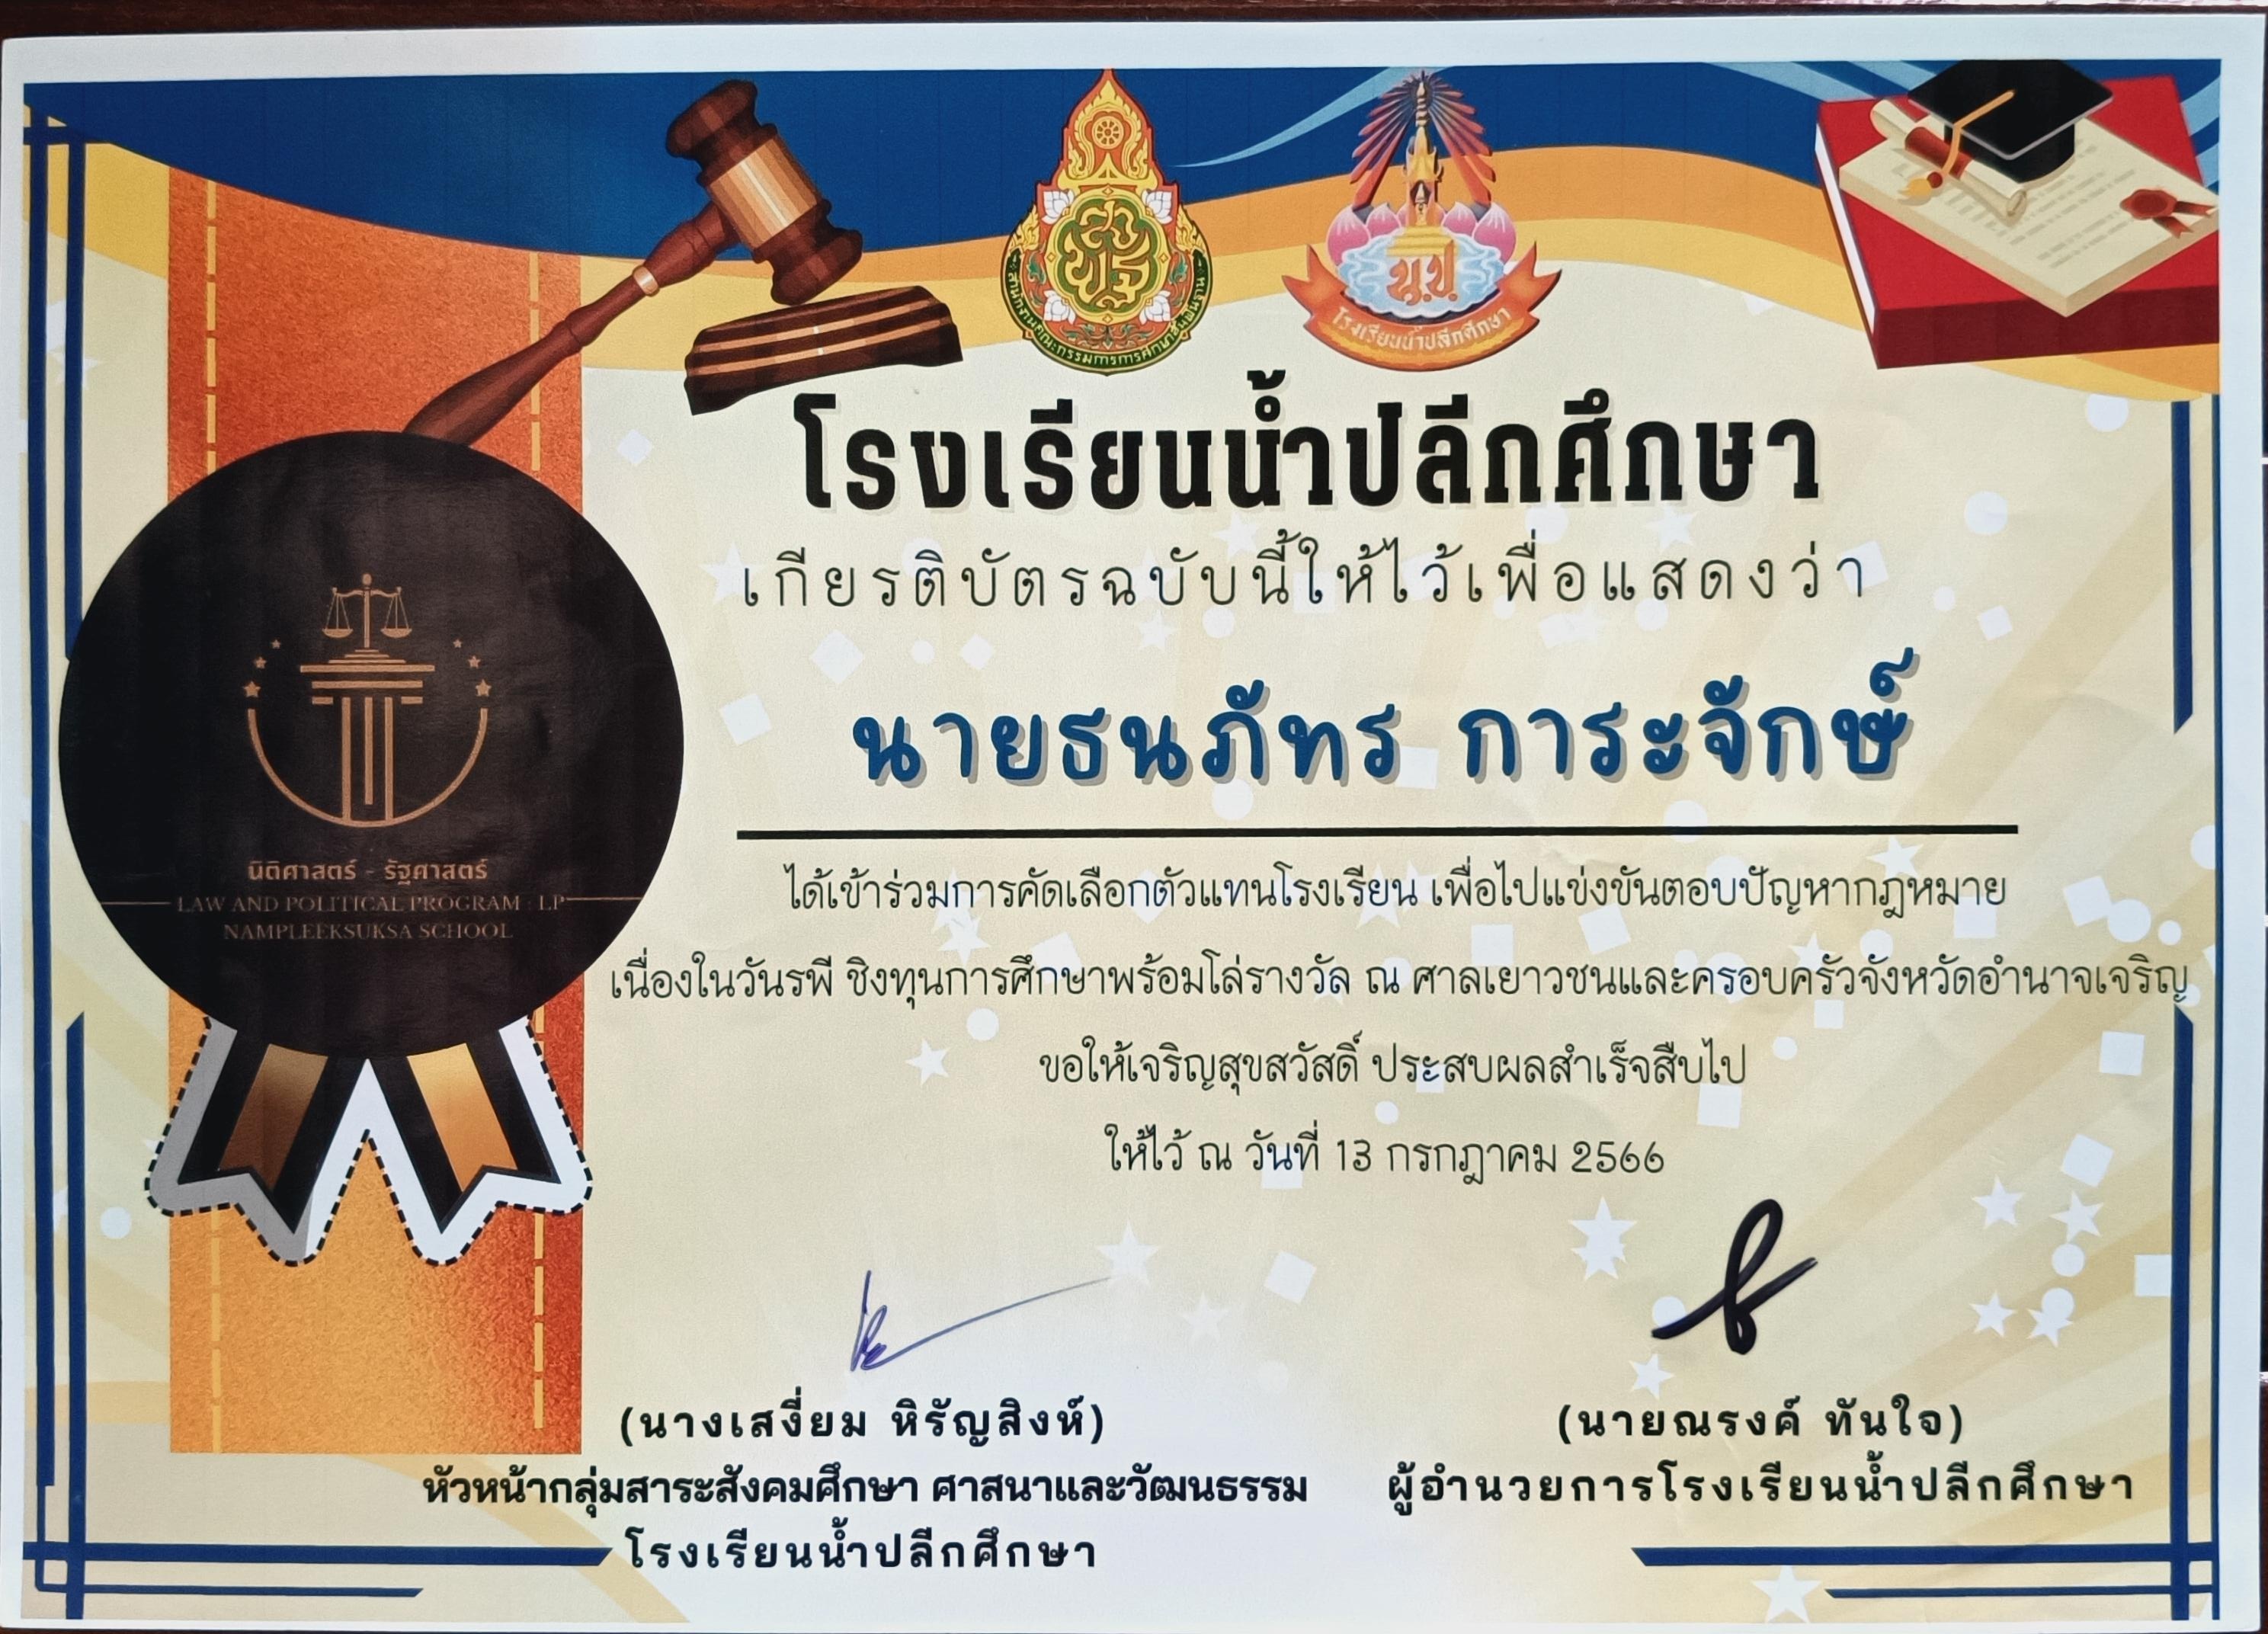 สำนักงานคณะกรรมการการศึกษาขั้นพื้นฐาน
น.ป.
โรงเรียนน้ำปลีกศึกษา
โรงเรียนน้ำปลีกศึกษา
เกียรติบัตรฉบับนี้ให้ไว้เพื่อแสดงว่า
นายธนภัทร การะจักษ์
นิติศาสตร์ - รัฐศาสตร์
LAW AND POLITICAL PROGRAM : LP
NAMPLEEKSUKSA SCHOOL
ได้เข้าร่วมการคัดเลือกตัวแทนโรงเรียน เพื่อไปแข่งขันตอบปัญหากฎหมาย
เนื่องในวันรพี ชิงทุนการศึกษาพร้อมโล่รางวัล ณ ศาลเยาวชนและครอบครัวจังหวัดอำนาจเจริญ
ขอให้เจริญสุขสวัสดิ์ ประสบผลสำเร็จสืบไป
ให้ไว้ ณ วันที่ 13 กรกฎาคม 2566
(นางเสงี่ยม หิรัญสิงห์)
หัวหน้ากลุ่มสาระสังคมศึกษา ศาสนาและวัฒนธรรม
โรงเรียนน้ำปลีกศึกษา
(นายณรงค์ ทันใจ)
ผู้อำนวยการโรงเรียนน้ำปลีกศึกษา